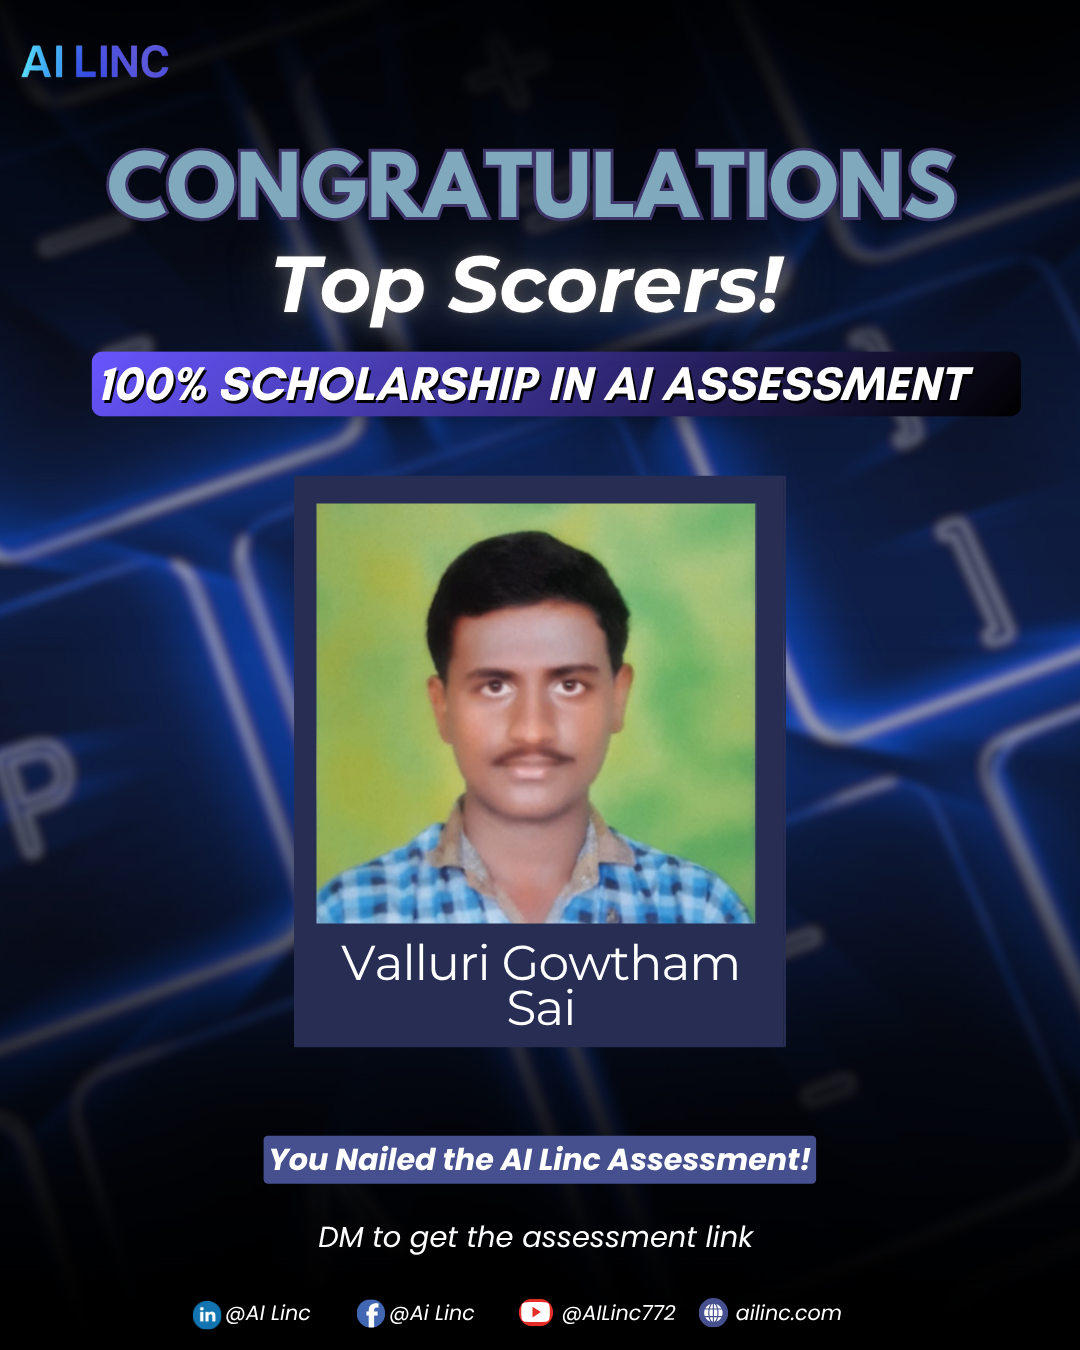 AI LINC
CONGRATULATIONS
Top Scorers!
100% SCHOLARSHIP IN AI ASSESSMENT
]
P
Valluri Gowtham
Sai
You Nailed the AI Linc Assessment!
DM to get the assessment link
@AI Linc @Ai Linc @AILinc772 ailinc.com